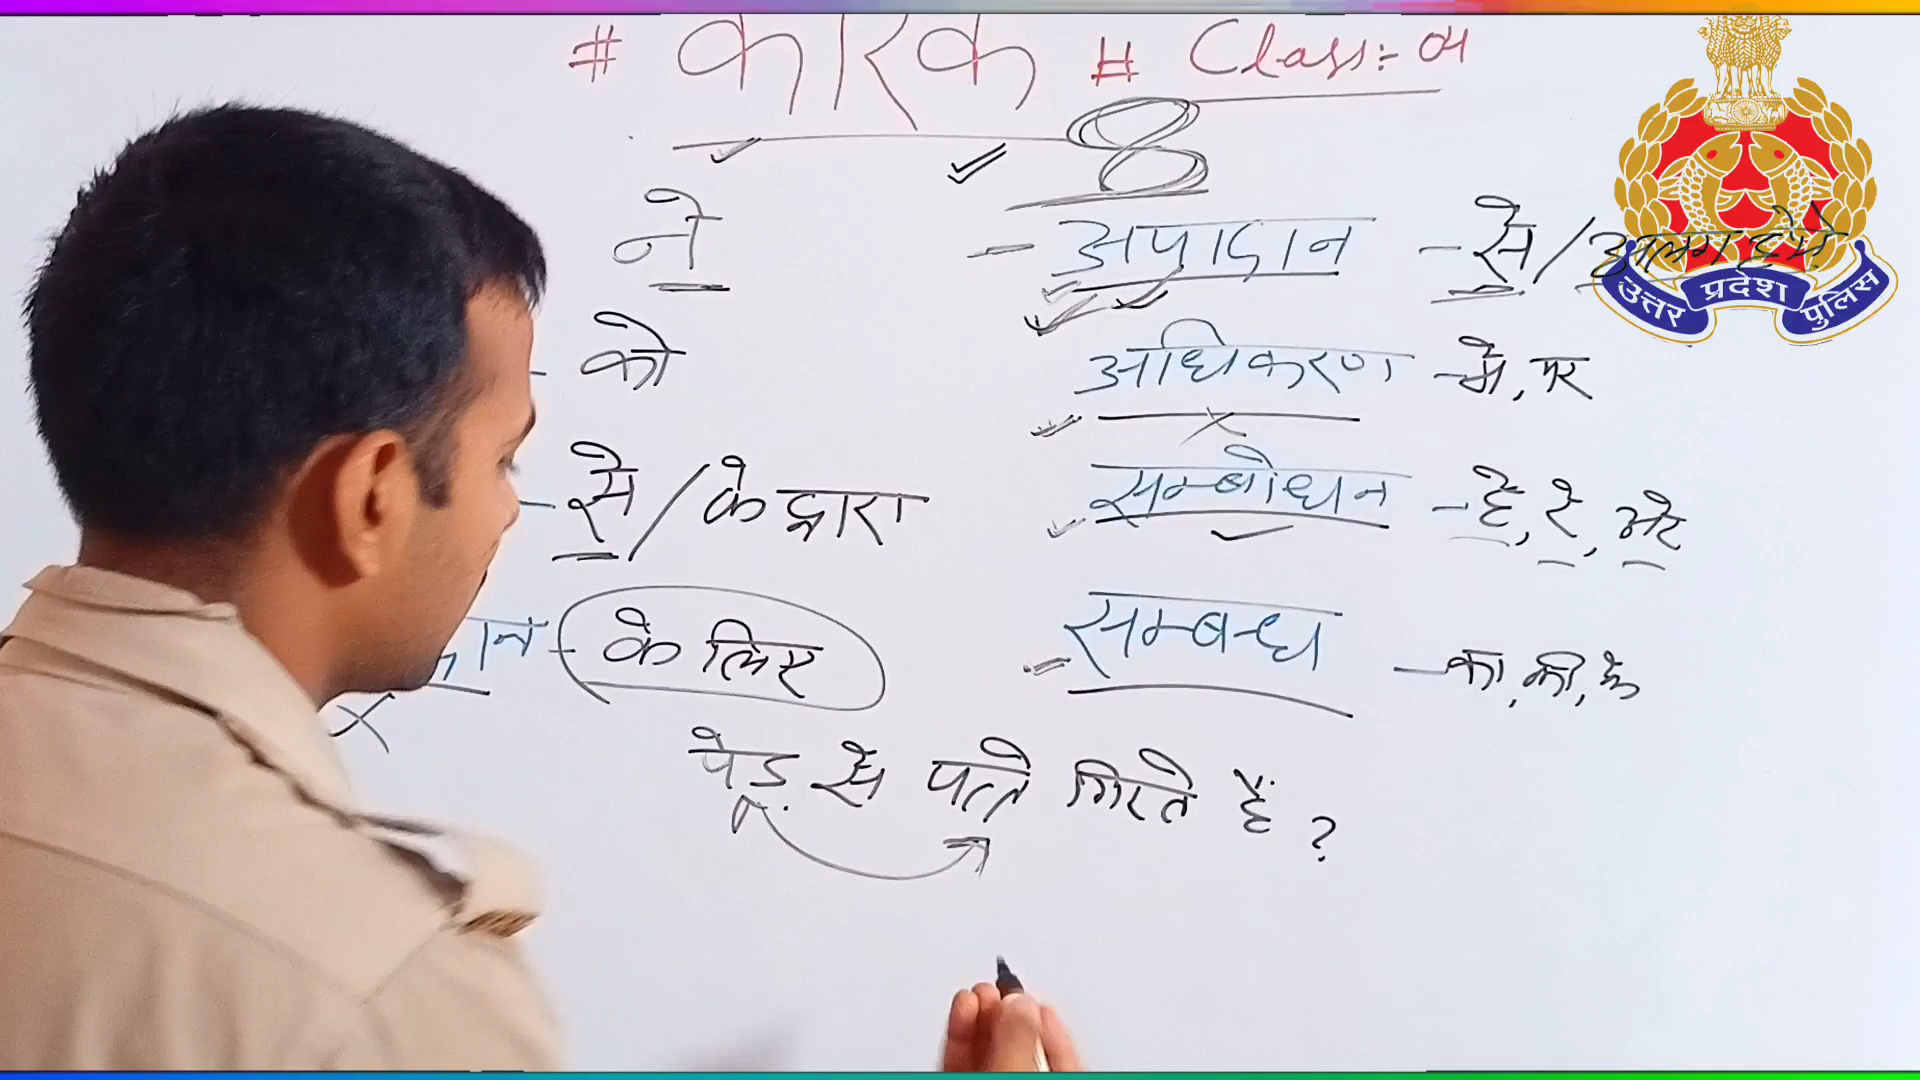 # कारक # Class:- 04
8
ने - अपादान - से/अलग होने
- को अधिकरण - में, पर
- से/के द्वारा सम्बोधन - हे, रे, अरे
दान - के लिए सम्बन्ध - का, की, के
पेड़ से पत्ते गिरते हैं ?
उत्तर प्रदेश पुलिस